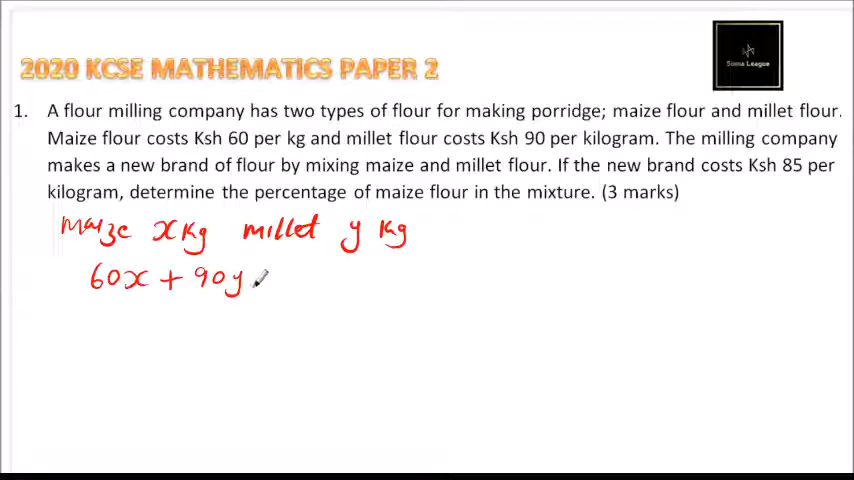 Soma League
2020 KCSE MATHEMATICS PAPER 2
1. A flour milling company has two types of flour for making porridge; maize flour and millet flour.
Maize flour costs Ksh 60 per kg and millet flour costs Ksh 90 per kilogram. The milling company
makes a new brand of flour by mixing maize and millet flour. If the new brand costs Ksh 85 per
kilogram, determine the percentage of maize flour in the mixture. (3 marks)
Maize x Kg millet y Kg
60x + 90y